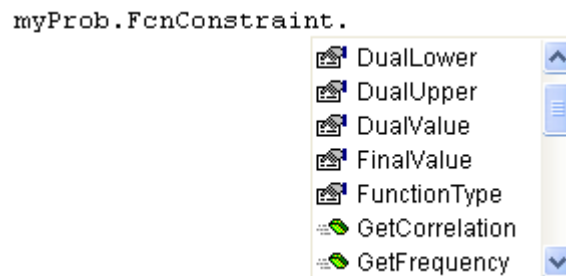 myProb.FcnConstraint.
DualLower
DualUpper
DualValue
FinalValue
FunctionType
GetCorrelation
GetFrequency